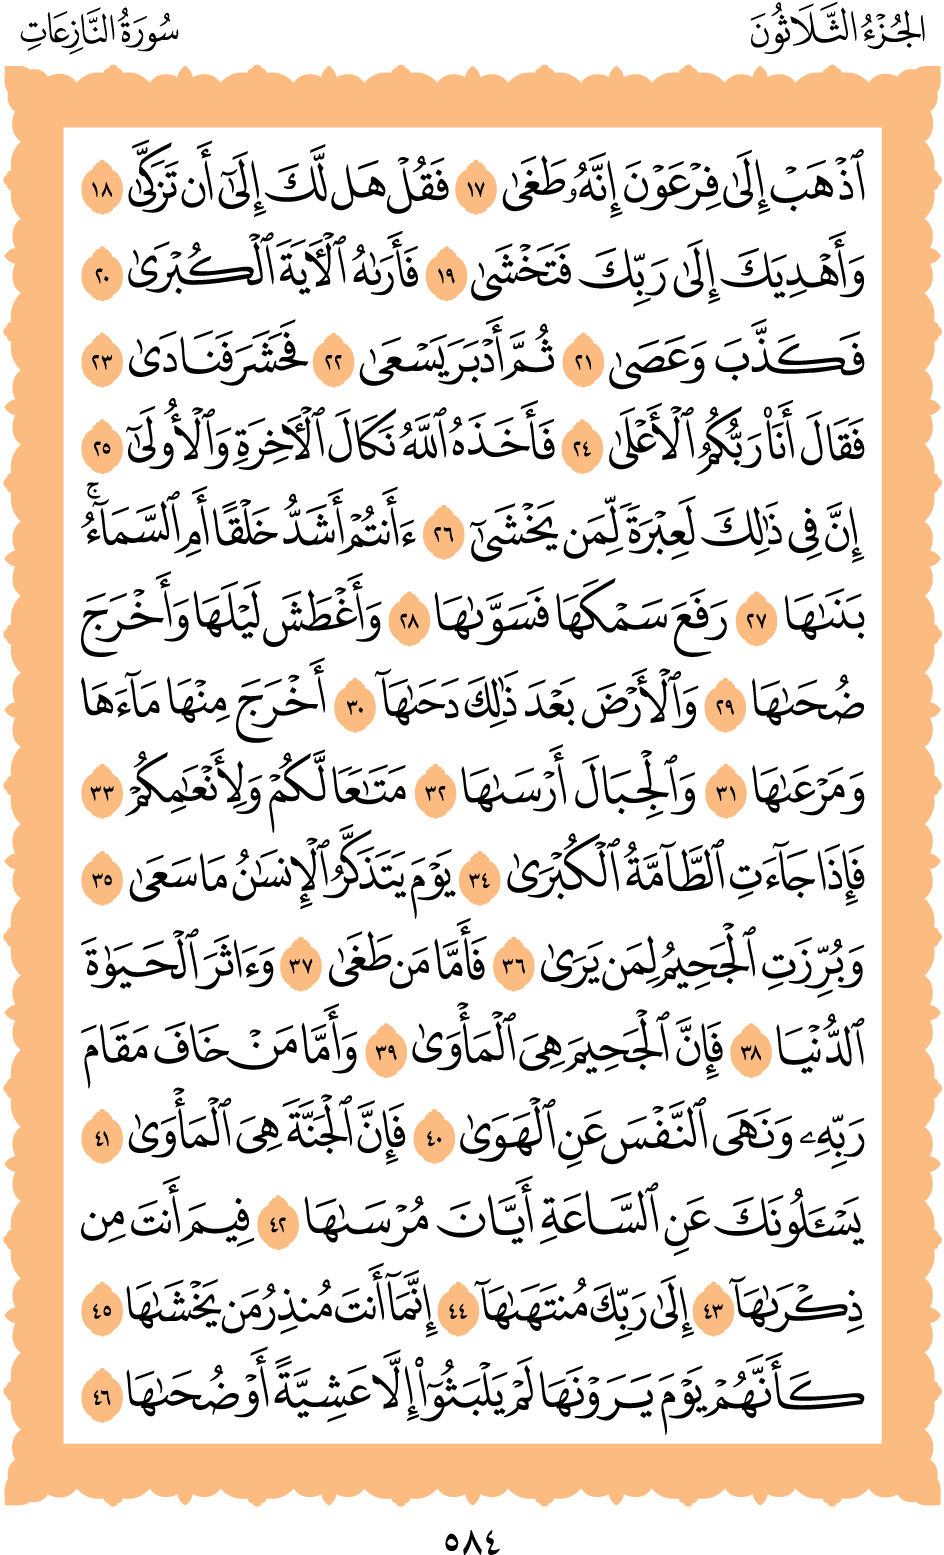 الجُزْءُ الثَّلَاثُونَ
سُورَةُ النَّازِعَاتِ
ٱذۡهَبۡ إِلَىٰ فِرۡعَوۡنَ إِنَّهُۥ طَغَىٰ ١٧ فَقُلۡ هَل لَّكَ إِلَىٰٓ أَن تَزَكَّىٰ ١٨
وَأَهۡدِيَكَ إِلَىٰ رَبِّكَ فَتَخۡشَىٰ ١٩ فَأَرَىٰهُ ٱلۡأٓيَةَ ٱلۡكُبۡرَىٰ ٢٠
فَكَذَّبَ وَعَصَىٰ ٢١ ثُمَّ أَدۡبَرَ يَسۡعَىٰ ٢٢ فَحَشَرَ فَنَادَىٰ ٢٣
فَقَالَ أَنَا۠ رَبُّكُمُ ٱلۡأَعۡلَىٰ ٢٤ فَأَخَذَهُ ٱللَّهُ نَكَالَ ٱلۡأٓخِرَةِ وَٱلۡأُولَىٰٓ ٢٥
إِنَّ فِي ذَٰلِكَ لَعِبۡرَةٗ لِّمَن يَخۡشَىٰٓ ٢٦ ءَأَنتُمۡ أَشَدُّ خَلۡقًا أَمِ ٱلسَّمَآءُۚ
بَنَىٰهَا ٢٧ رَفَعَ سَمۡكَهَا فَسَوَّىٰهَا ٢٨ وَأَغۡطَشَ لَيۡلَهَا وَأَخۡرَجَ
ضُحَىٰهَا ٢٩ وَٱلۡأَرۡضَ بَعۡدَ ذَٰلِكَ دَحَىٰهَآ ٣٠ أَخۡرَجَ مِنۡهَا مَآءَهَا
وَمَرۡعَىٰهَا ٣١ وَٱلۡجِبَالَ أَرۡسَىٰهَا ٣٢ مَتَٰعٗا لَّكُمۡ وَلِأَنۡعَٰمِكُمۡ ٣٣
فَإِذَا جَآءَتِ ٱلطَّآمَّةُ ٱلۡكُبۡرَىٰ ٣٤ يَوۡمَ يَتَذَكَّرُ ٱلۡإِنسَٰنُ مَا سَعَىٰ ٣٥
وَبُرِّزَتِ ٱلۡجَحِيمُ لِمَن يَرَىٰ ٣٦ فَأَمَّا مَن طَغَىٰ ٣٧ وَءَاثَرَ ٱلۡحَيَوٰةَ
ٱلدُّنۡيَا ٣٨ فَإِنَّ ٱلۡجَحِيمَ هِيَ ٱلۡمَأۡوَىٰ ٣٩ وَأَمَّا مَنۡ خَافَ مَقَامَ
رَبِّهِۦ وَنَهَى ٱلنَّفۡسَ عَنِ ٱلۡهَوَىٰ ٤٠ فَإِنَّ ٱلۡجَنَّةَ هِيَ ٱلۡمَأۡوَىٰ ٤١
يَسۡـَٔلُونَكَ عَنِ ٱلسَّاعَةِ أَيَّانَ مُرۡسَىٰهَا ٤٢ فِيمَ أَنتَ مِن
ذِكۡرَىٰهَآ ٤٣ إِلَىٰ رَبِّكَ مُنتَهَىٰهَآ ٤٤ إِنَّمَآ أَنتَ مُنذِرُ مَن يَخۡشَىٰهَا ٤٥
كَأَنَّهُمۡ يَوۡمَ يَرَوۡنَهَا لَمۡ يَلۡبَثُوٓاْ إِلَّا عَشِيَّةً أَوۡ ضُحَىٰهَا ٤٦
٥٨٤